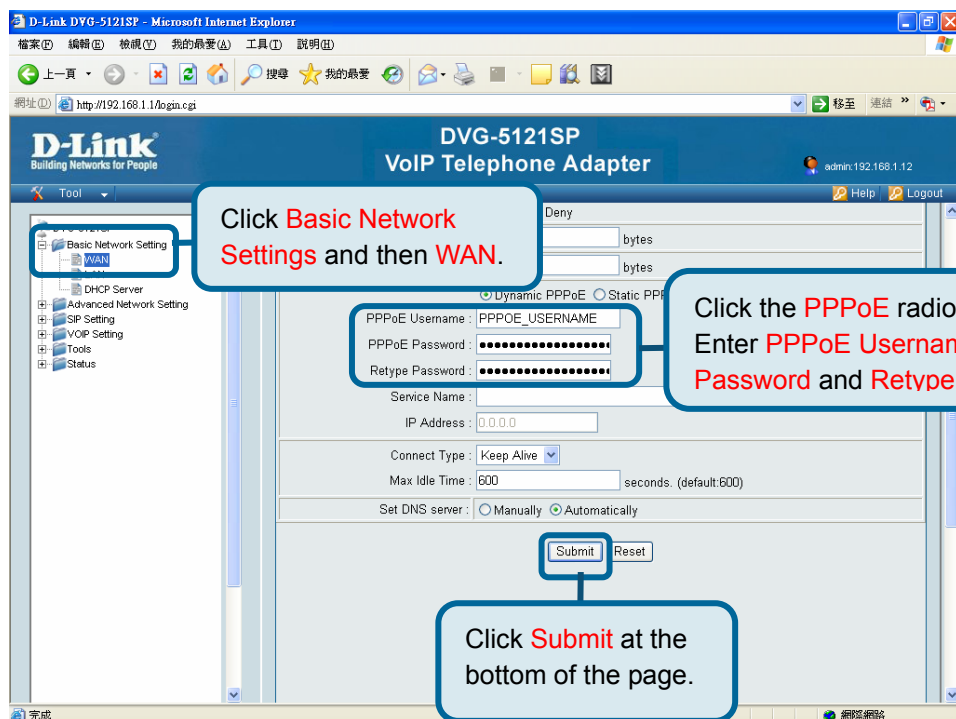 D-Link DVG-5121SP - Microsoft Internet Explorer
檔案(F) 編輯(E) 檢視(V) 我的最愛(A) 工具(T) 說明(H)
上一頁 搜尋 我的最愛
網址(D) http://192.168.1.1/login.cgi 移至 連結 »
D-Link®
Building Networks for People
DVG-5121SP
VoIP Telephone Adapter
admin:192.168.1.12
Tool Help Logout
Basic Network Setting
WAN
DHCP Server
Advanced Network Setting
SIP Setting
VOIP Setting
Tools
Status
Click Basic Network
Settings and then WAN.
Deny
bytes
bytes
Dynamic PPPoE Static PPP
PPPoE Username : PPPOE_USERNAME
PPPoE Password : ••••••••••••••••••
Retype Password : ••••••••••••••••••
Click the PPPoE radio
Enter PPPoE Usernam
Password and Retype
Service Name :
IP Address : 0.0.0.0
Connect Type : Keep Alive
Max Idle Time : 600 seconds. (default:600)
Set DNS server : Manually Automatically
Submit Reset
Click Submit at the
bottom of the page.
完成 網際網路